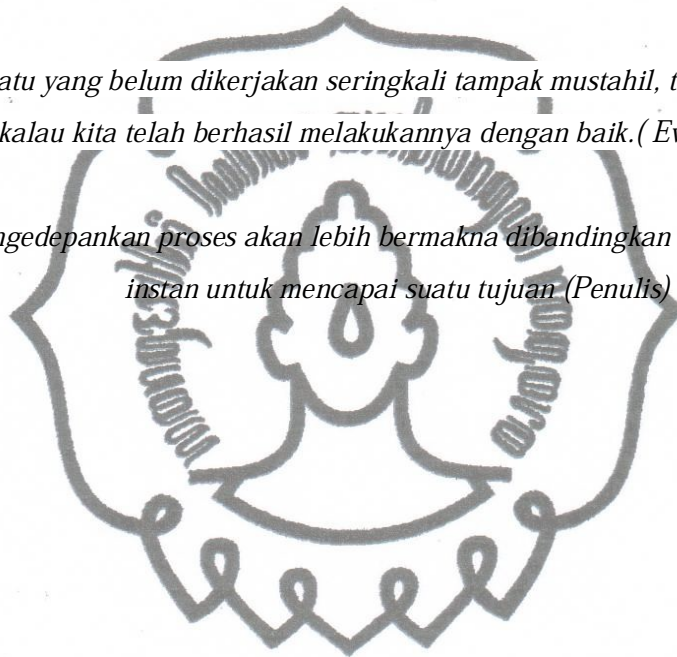 atu yang belum dikerjakan seringkali tampak mustahil, t
kalau kita telah berhasil melakukannya dengan baik.( Ev
ngedepankan proses akan lebih bermakna dibandingkan
instan untuk mencapai suatu tujuan (Penulis)